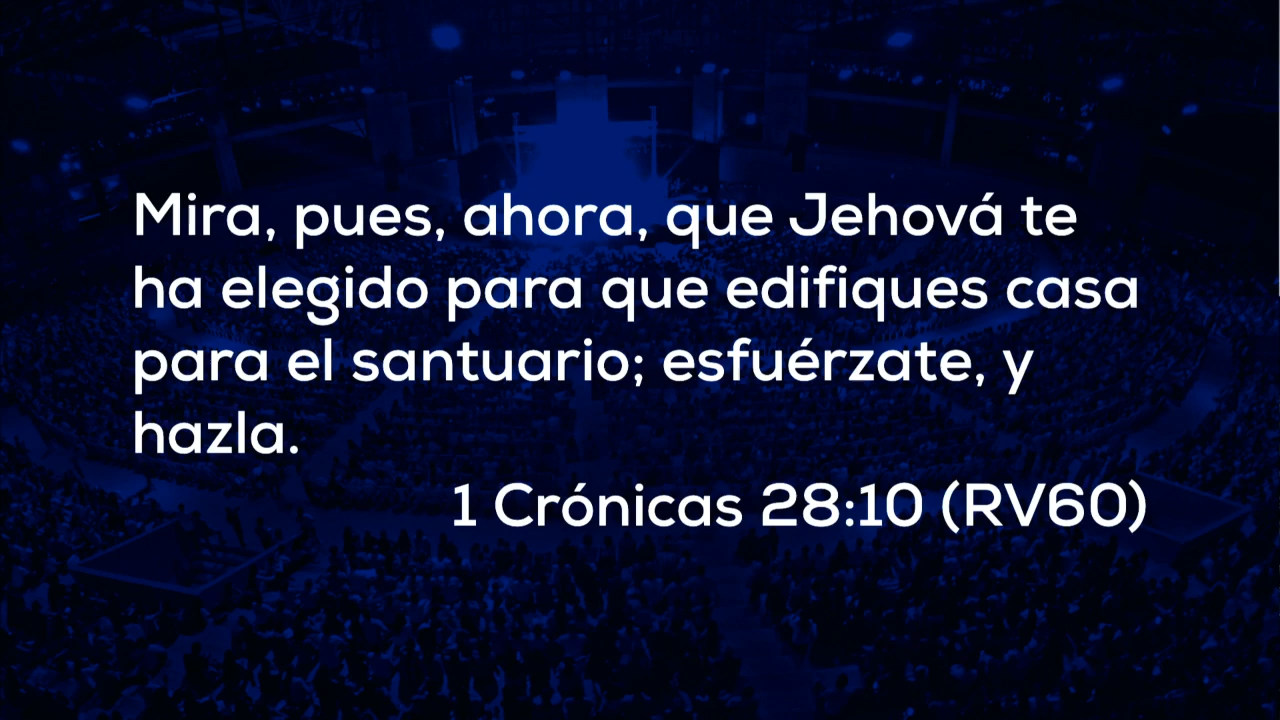 Mira, pues, ahora, que Jehová te
ha elegido para que edifiques casa
para el santuario; esfuérzate, y
hazla.
1 Crónicas 28:10 (RV60)